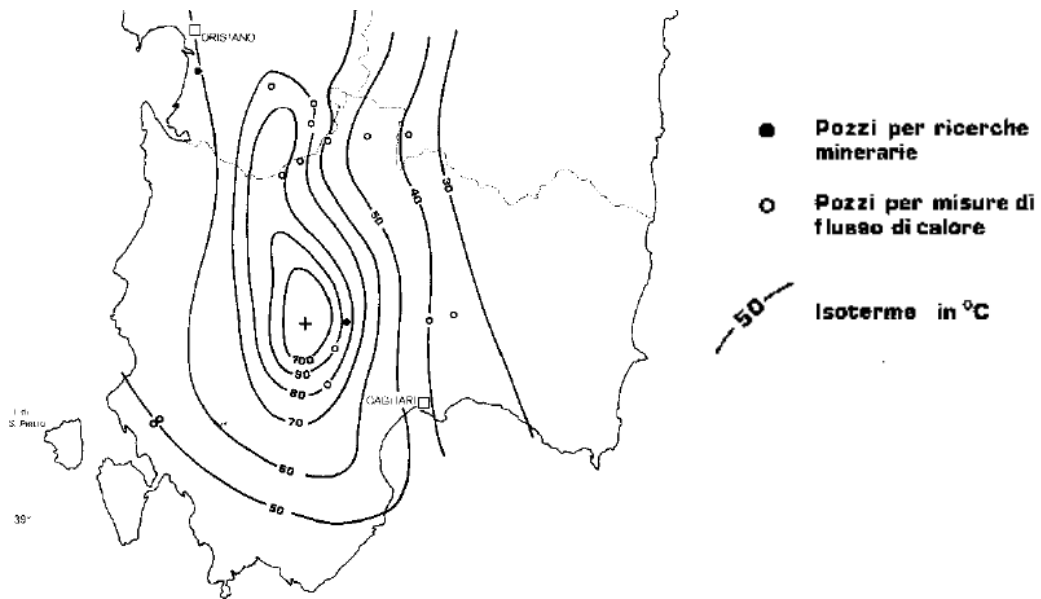 ORISTANO
30
40
50
100
90
80
70
CAGLIARI
60
50
S. PIETRO
39°
Pozzi per ricerche
minerarie
Pozzi per misure di
flusso di calore
50
Isoterme in °C